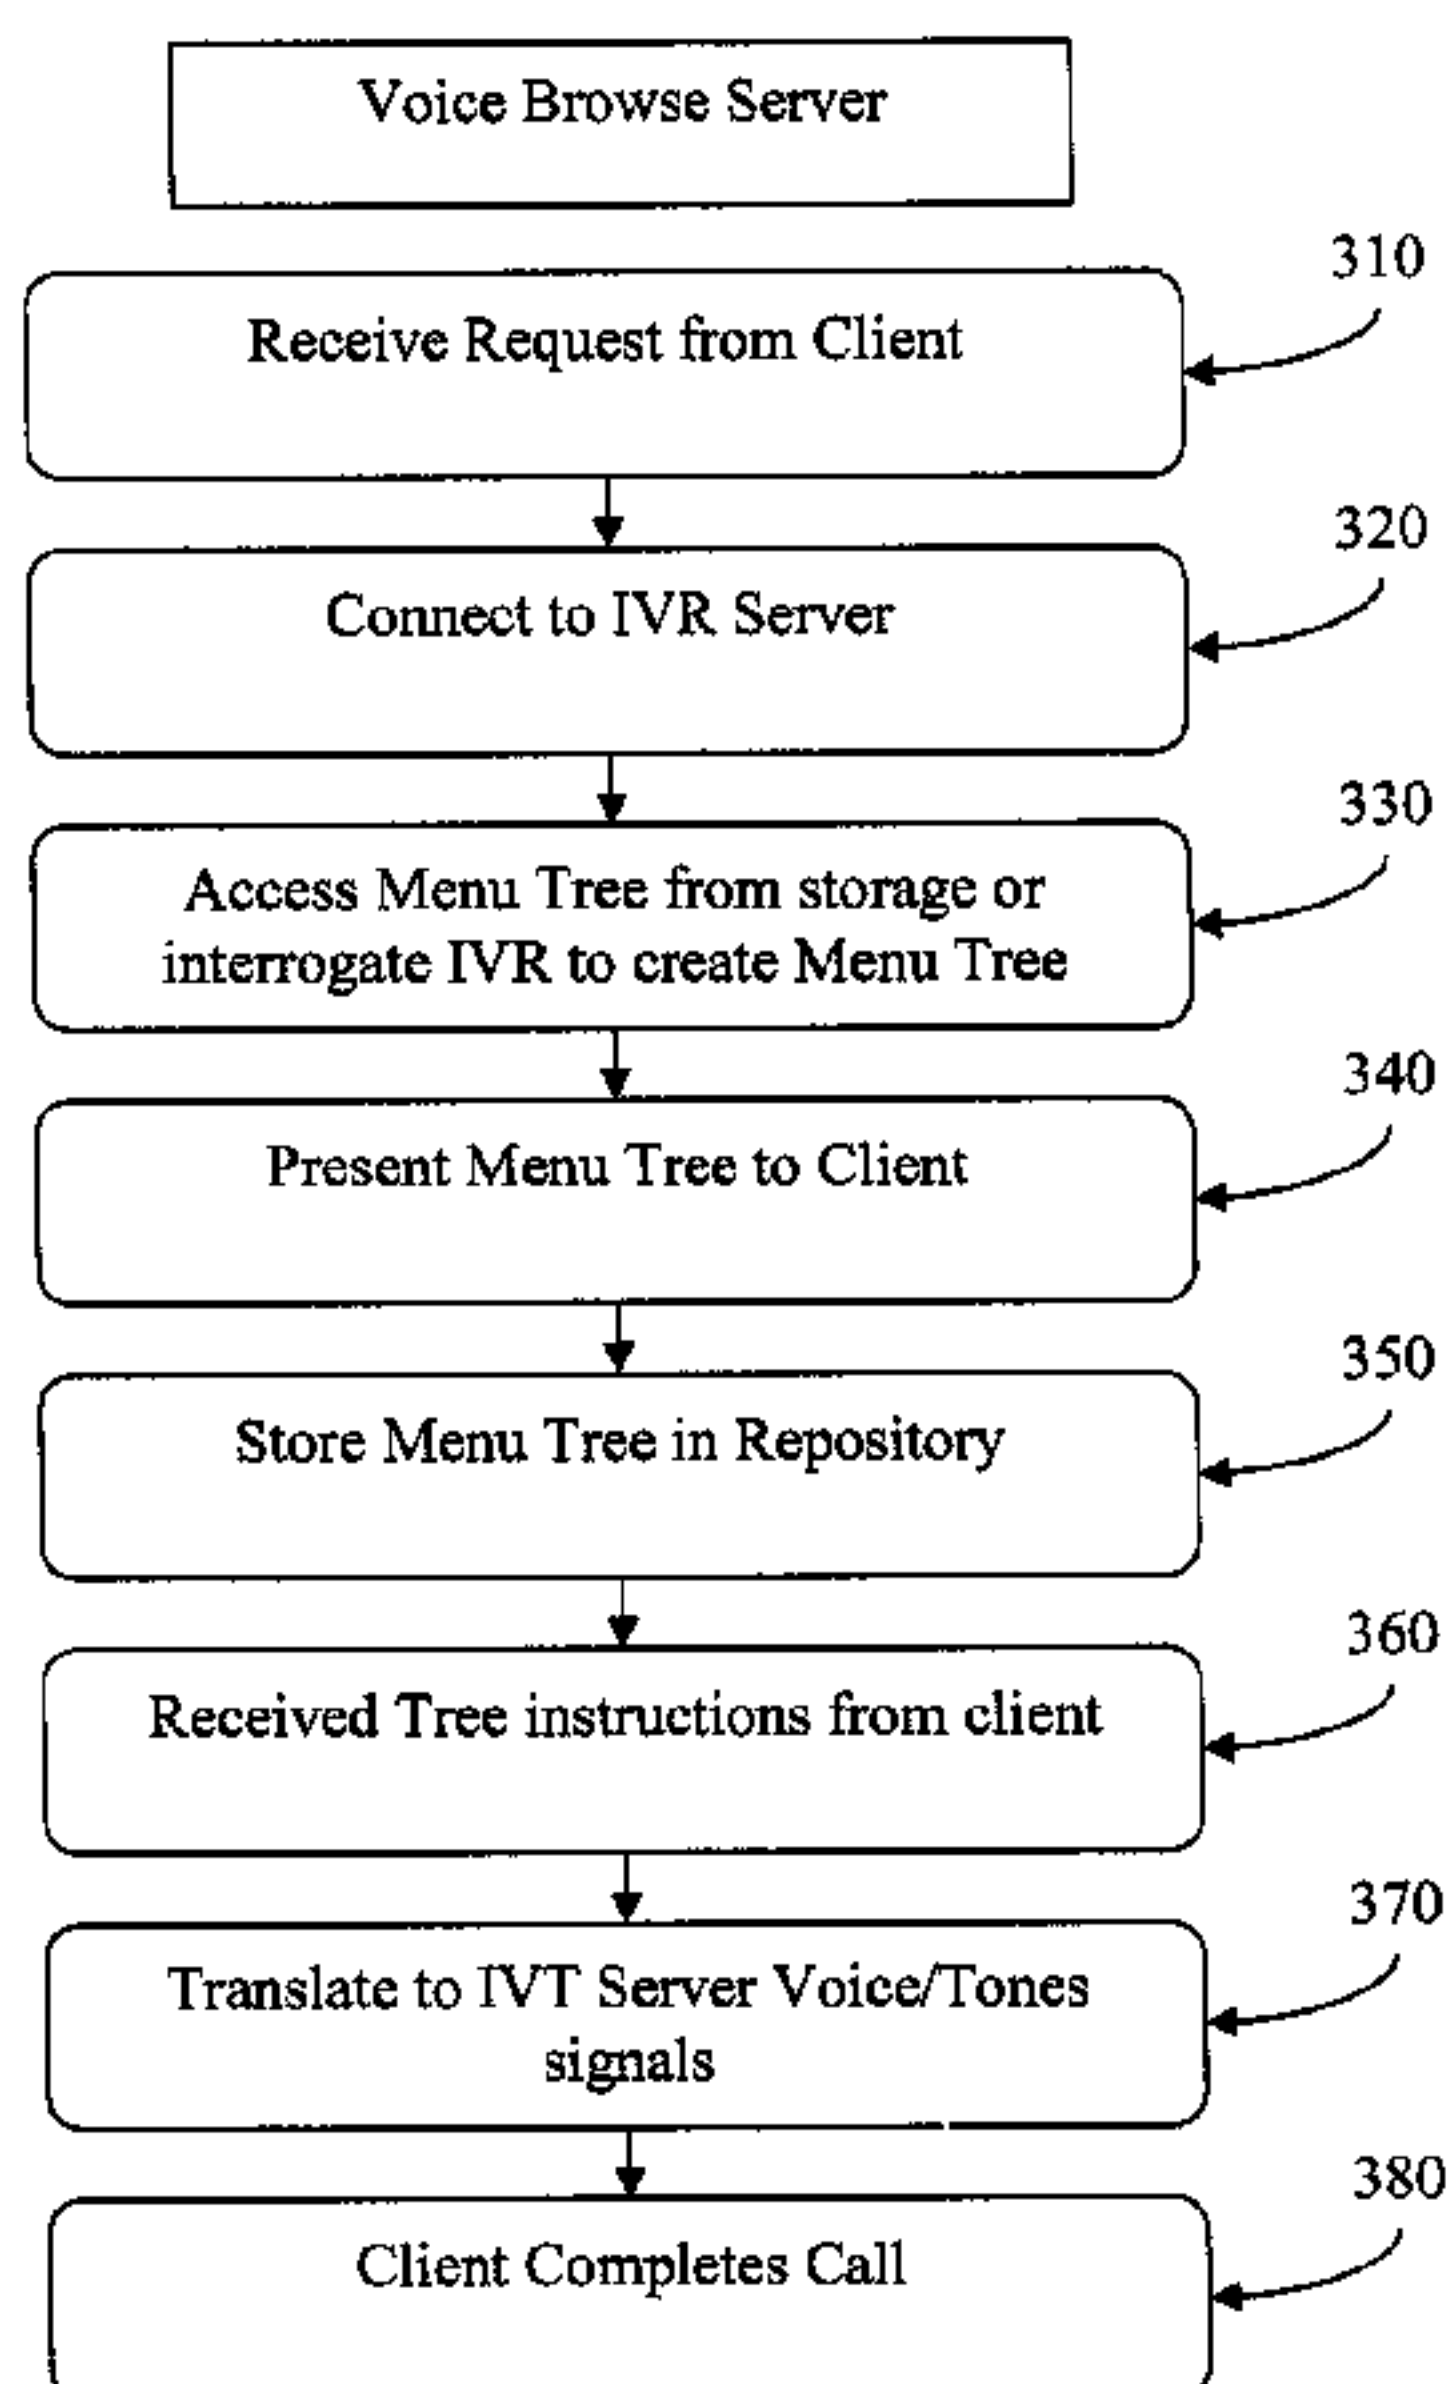 Voice Browse Server
310
Receive Request from Client
320
Connect to IVR Server
330
Access Menu Tree from storage or
interrogate IVR to create Menu Tree
340
Present Menu Tree to Client
350
Store Menu Tree in Repository
360
Received Tree instructions from client
370
Translate to IVT Server Voice/Tones
signals
380
Client Completes Call